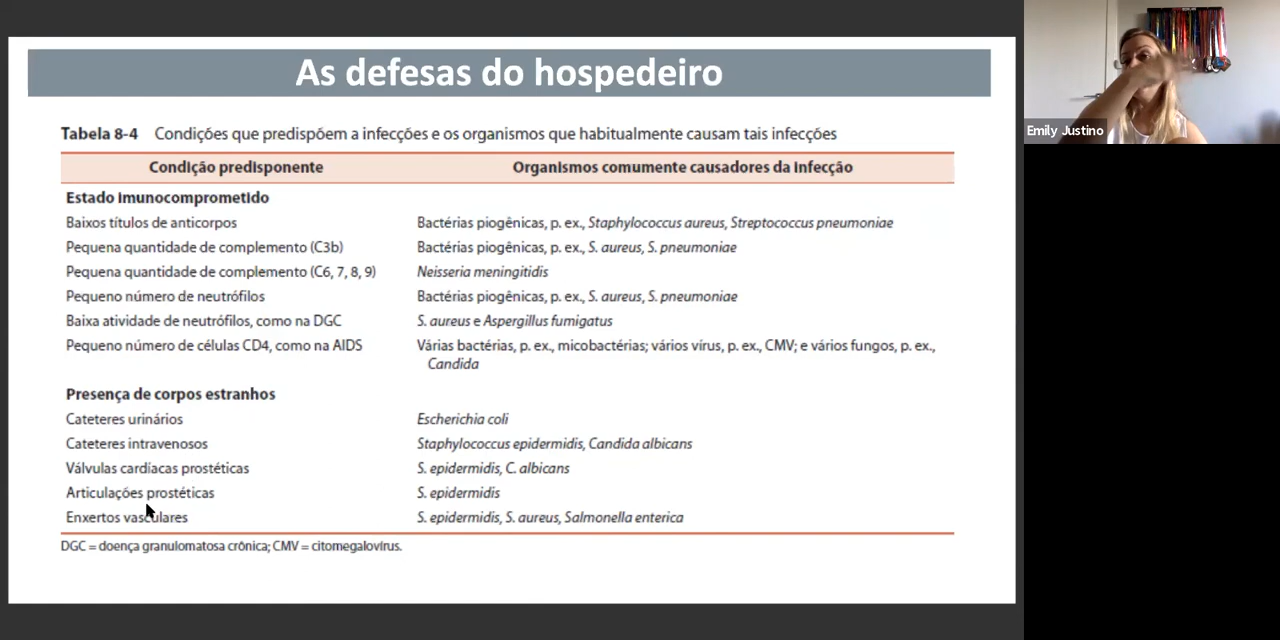 As defesas do hospedeiro
Tabela 8-4 Condições que predispõem a infecções e os organismos que habitualmente causam tais infecções
Condição predisponente Organismos comumente causadores da infecção
Estado imunocomprometido
Baixos títulos de anticorpos Bactérias piogênicas, p. ex., Staphylococcus aureus, Streptococcus pneumoniae
Pequena quantidade de complemento (C3b) Bactérias piogênicas, p. ex., S. aureus, S. pneumoniae
Pequena quantidade de complemento (C6, 7, 8, 9) Neisseria meningitidis
Pequeno número de neutrófilos Bactérias piogênicas, p. ex., S. aureus, S. pneumoniae
Baixa atividade de neutrófilos, como na DGC S. aureus e Aspergillus fumigatus
Pequeno número de células CD4, como na AIDS Várias bactérias, p. ex., micobactérias; vários vírus, p. ex., CMV; e vários fungos, p. ex.,
Candida
Presença de corpos estranhos
Cateteres urinários Escherichia coli
Cateteres intravenosos Staphylococcus epidermidis, Candida albicans
Válvulas cardíacas prostéticas S. epidermidis, C. albicans
Articulações prostéticas S. epidermidis
Enxertos vasculares S. epidermidis, S. aureus, Salmonella enterica
DGC = doença granulomatosa crônica; CMV = citomegalovírus.
Emily Justino